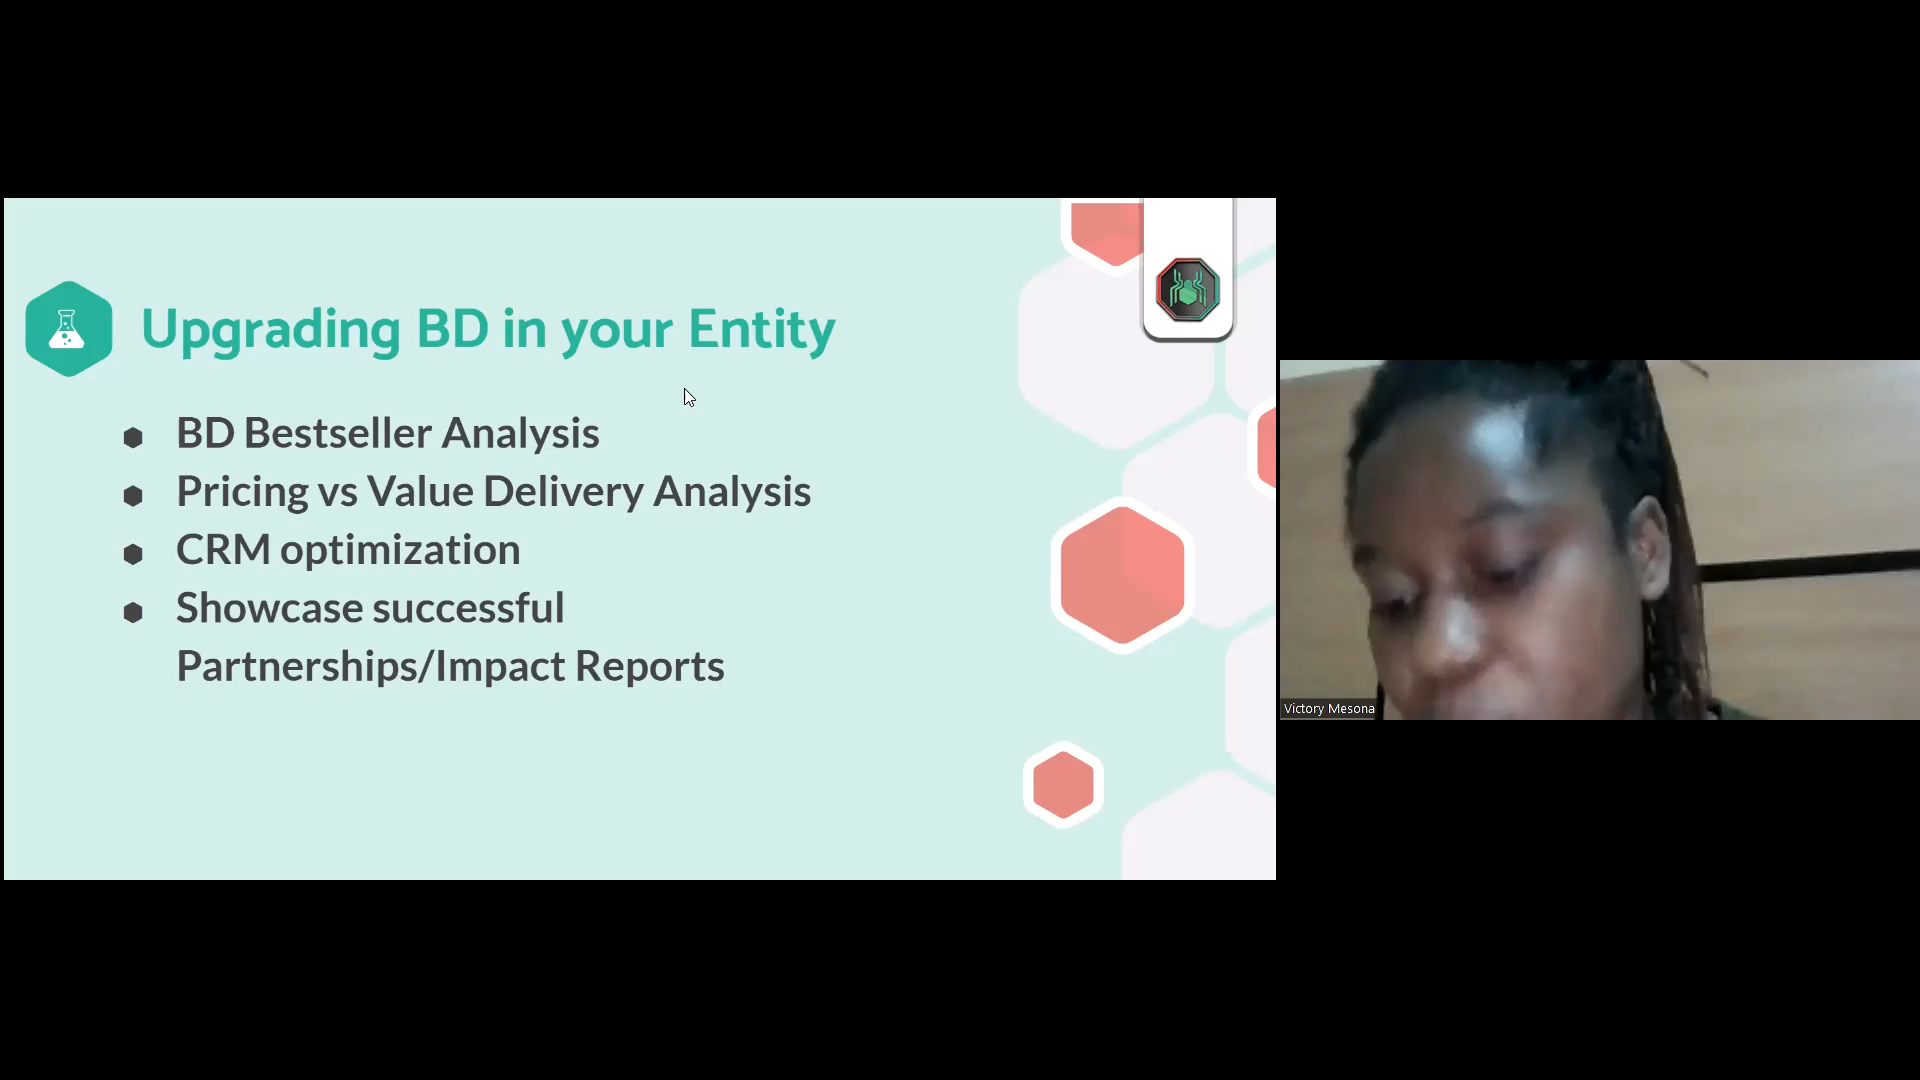 Upgrading BD in your Entity
BD Bestseller Analysis
Pricing vs Value Delivery Analysis
CRM optimization
Showcase successful
Partnerships/Impact Reports
Victory Mesona